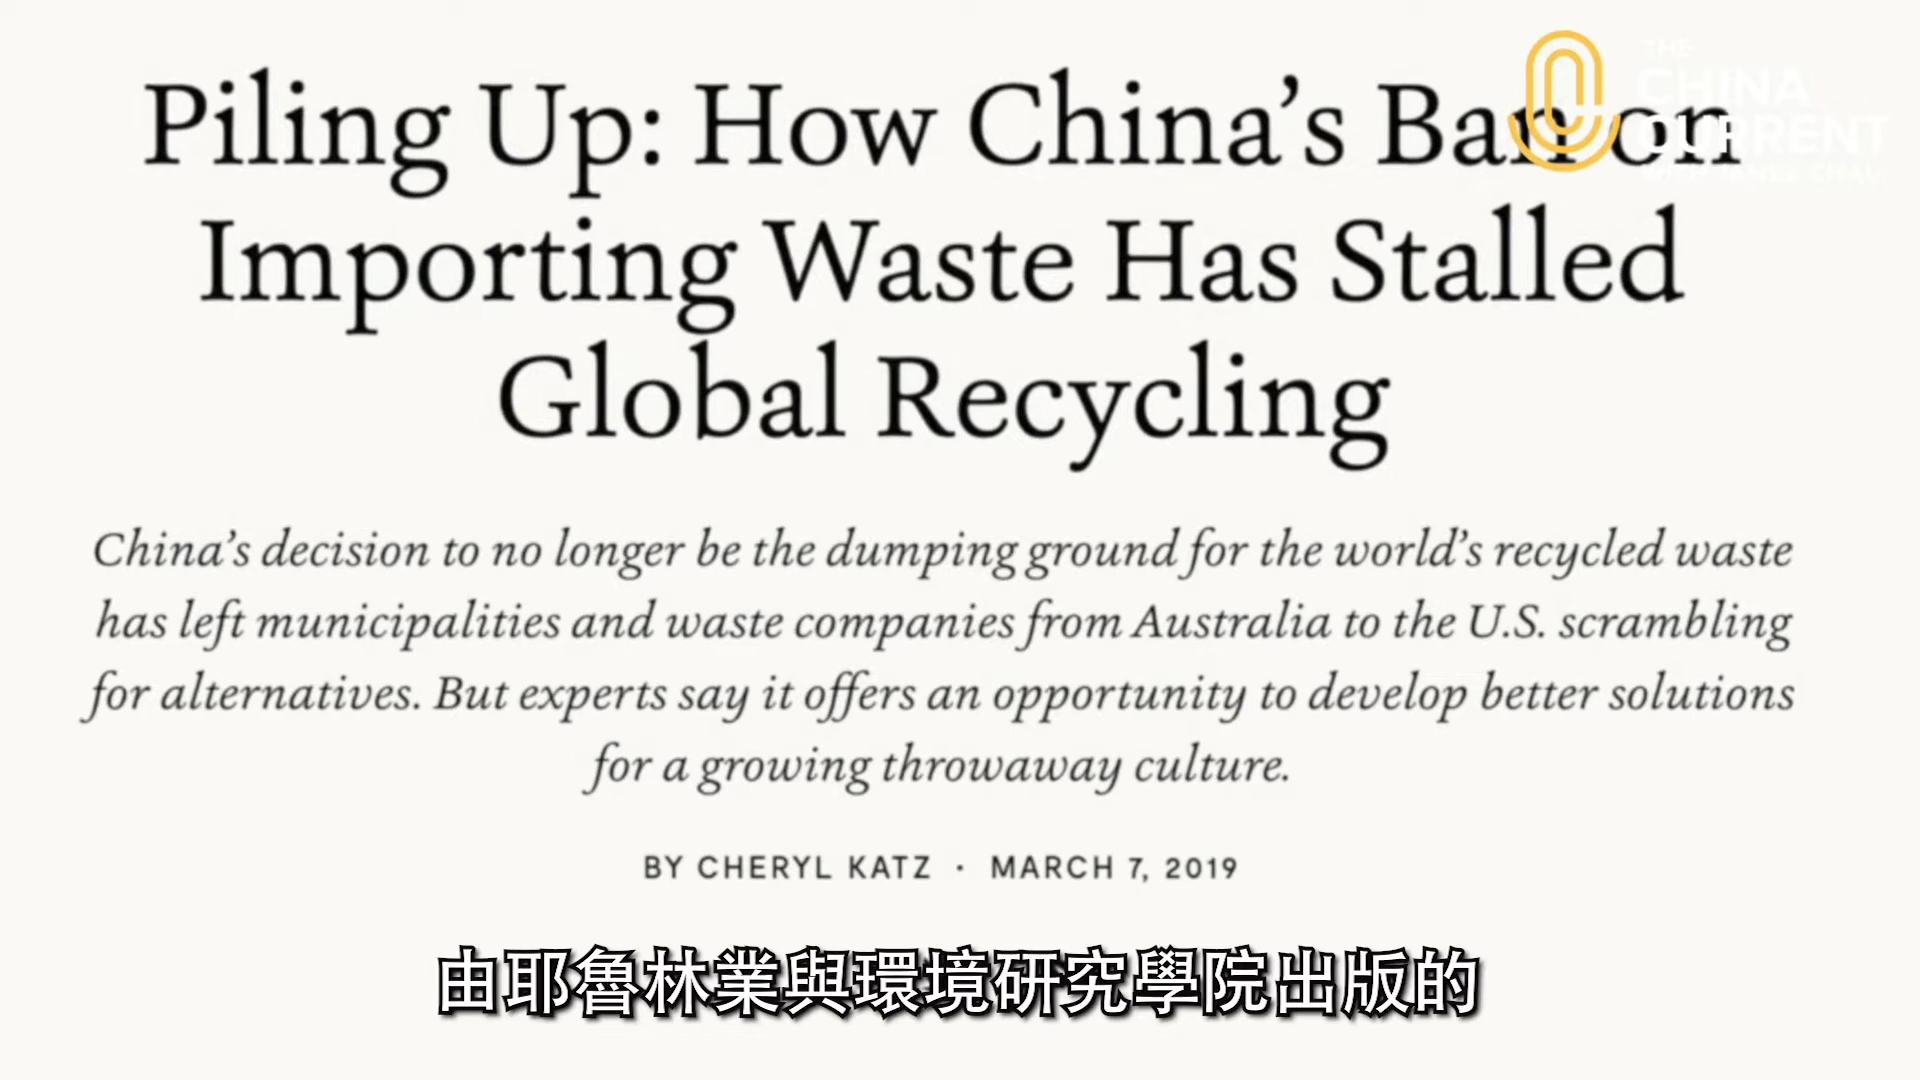 Piling Up: How China’s Ban on
Importing Waste Has Stalled
Global Recycling
THE
CHINA
CURRENT
China’s decision to no longer be the dumping ground for the world’s recycled waste
has left municipalities and waste companies from Australia to the U.S. scrambling
for alternatives. But experts say it offers an opportunity to develop better solutions
for a growing throwaway culture.
BY CHERYL KATZ · MARCH 7, 2019
由耶魯林業與環境研究學院出版的